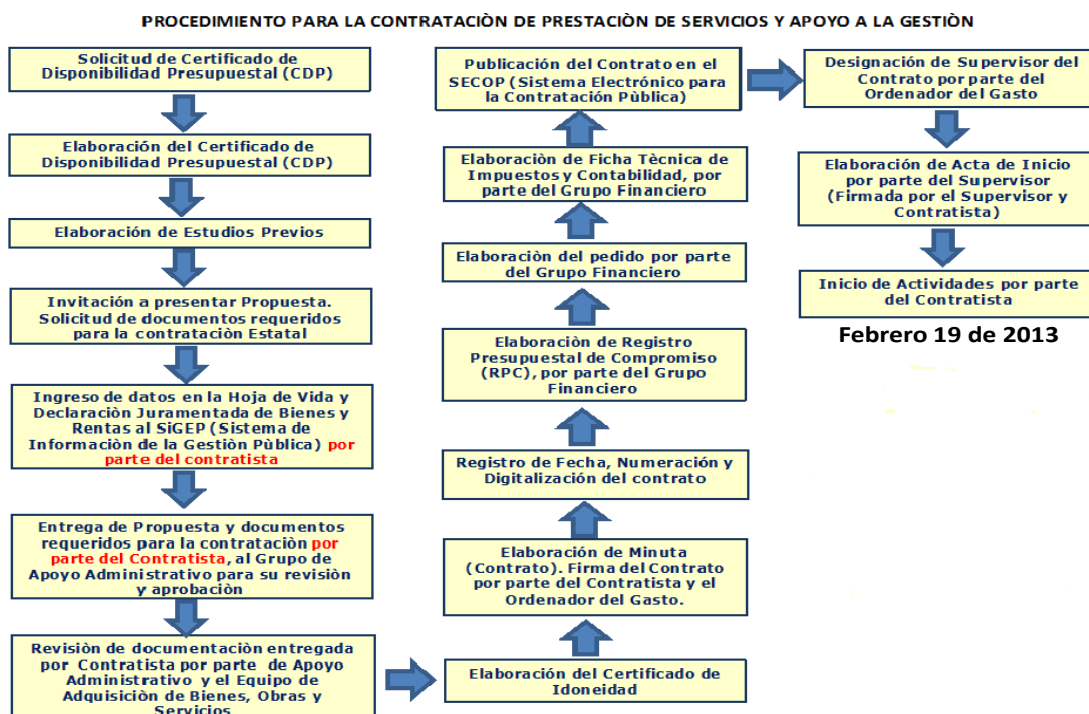 PROCEDIMIENTO PARA LA CONTRATACIÒN DE PRESTACIÒN DE SERVICIOS Y APOYO A LA GESTIÒN
Solicitud de Certificado de
Disponibilidad Presupuestal (CDP)
Elaboración del Certificado de
Disponibilidad Presupuestal (CDP)
Elaboración de Estudios Previos
Invitación a presentar Propuesta.
Solicitud de documentos requeridos
para la contrataciòn Estatal
Ingreso de datos en la Hoja de Vida y
Declaraciòn Juramentada de Bienes y
Rentas al SiGEP (Sistema de
Informaciòn de la Gestiòn Pùblica) por
parte del contratista
Entrega de Propuesta y documentos
requeridos para la contrataciòn por
parte del Contratista, al Grupo de
Apoyo Administrativo para su revisiòn
y aprobaciòn
Revisiòn de documentaciòn entregada
por Contratista por parte de Apoyo
Administrativo y el Equipo de
Adquisiciòn de Bienes, Obras y
Servicios
Elaboración del Certificado de
Idoneidad
Elaboración de Minuta
(Contrato). Firma del Contrato
por parte del Contratista y el
Ordenador del Gasto.
Registro de Fecha, Numeración y
Digitalización del contrato
Elaboraciòn de Registro
Presupuestal de Compromiso
(RPC), por parte del Grupo
Financiero
Elaboraciòn del pedido por parte
del Grupo Financiero
Elaboraciòn de Ficha Tècnica de
Impuestos y Contabilidad, por
parte del Grupo Financiero
Publicación del Contrato en el
SECOP (Sistema Electrónico para
la Contratación Pùblica)
Designación de Supervisor del
Contrato por parte del
Ordenador del Gasto
Elaboración de Acta de Inicio
por parte del Supervisor
(Firmada por el Supervisor y
Contratista)
Inicio de Actividades por parte
del Contratista
Febrero 19 de 2013